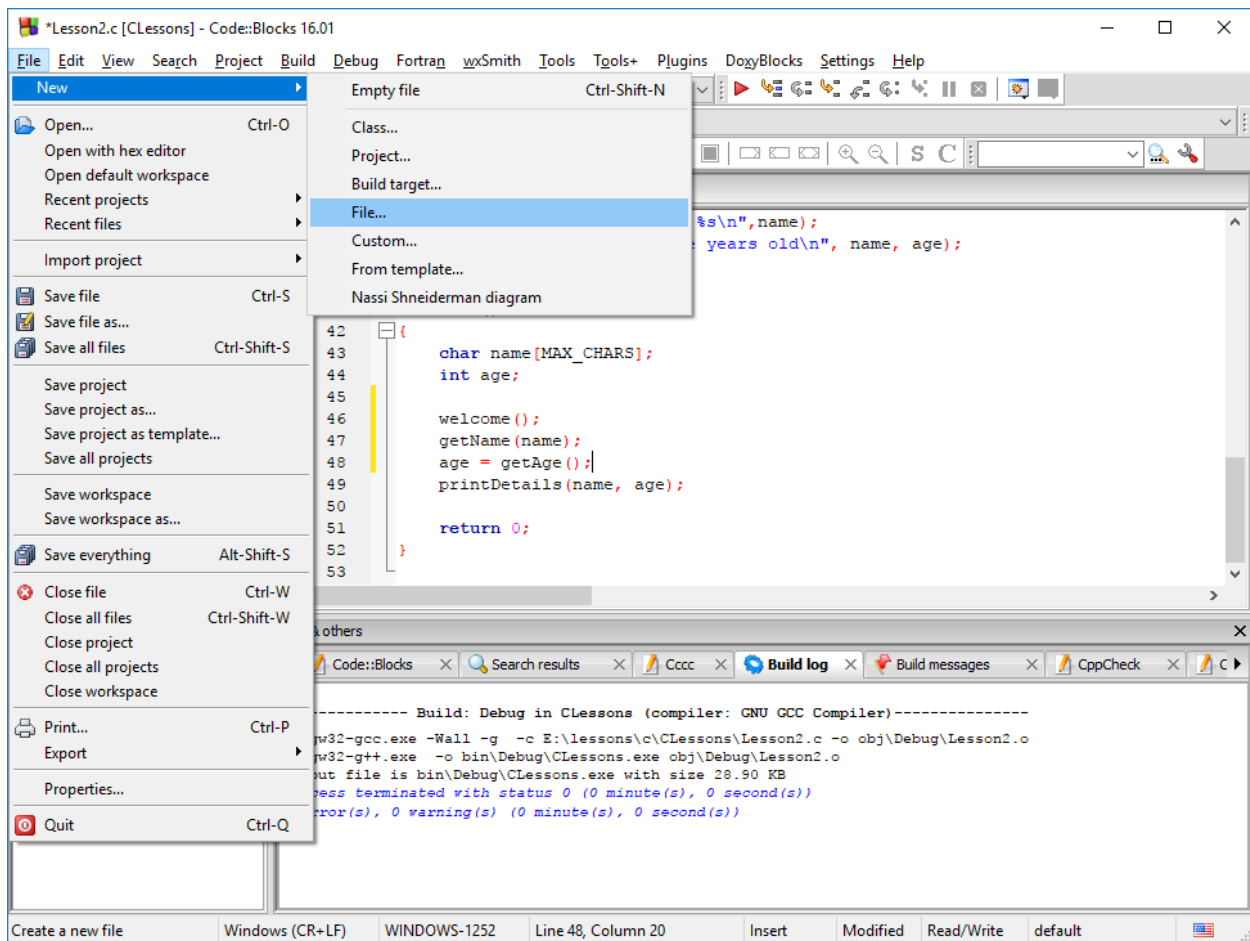 *Lesson2.c [CLessons] - Code::Blocks 16.01
File Edit View Search Project Build Debug Fortran wxSmith Tools Tools+ Plugins DoxyBlocks Settings Help
New
Open... Ctrl-O
Open with hex editor
Open default workspace
Recent projects
Recent files
Import project
Save file Ctrl-S
Save file as...
Save all files Ctrl-Shift-S
Save project
Save project as...
Save project as template...
Save all projects
Save workspace
Save workspace as...
Save everything Alt-Shift-S
Close file Ctrl-W
Close all files Ctrl-Shift-W
Close project
Close all projects
Close workspace
Print... Ctrl-P
Export
Properties...
Quit Ctrl-Q
Empty file Ctrl-Shift-N
Class...
Project...
Build target...
File...
Custom...
From template...
Nassi Shneiderman diagram
S C
%s\n",name);
years old\n", name, age);
42 {
43 char name[MAX_CHARS];
44 int age;
45
46 welcome();
47 getName(name);
48 age = getAge();
49 printDetails(name, age);
50
51 return 0;
52 }
53
& others
Code::Blocks Search results Cccc Build log Build messages CppCheck
---------- Build: Debug in CLessons (compiler: GNU GCC Compiler)---------------
gw32-gcc.exe -Wall -g -c E:\lessons\c\CLessons\Lesson2.c -o obj\Debug\Lesson2.o
gw32-g++.exe -o bin\Debug\CLessons.exe obj\Debug\Lesson2.o
put file is bin\Debug\CLessons.exe with size 28.90 KB
cess terminated with status 0 (0 minute(s), 0 second(s))
rror(s), 0 warning(s) (0 minute(s), 0 second(s))
Create a new file Windows (CR+LF) WINDOWS-1252 Line 48, Column 20 Insert Modified Read/Write default